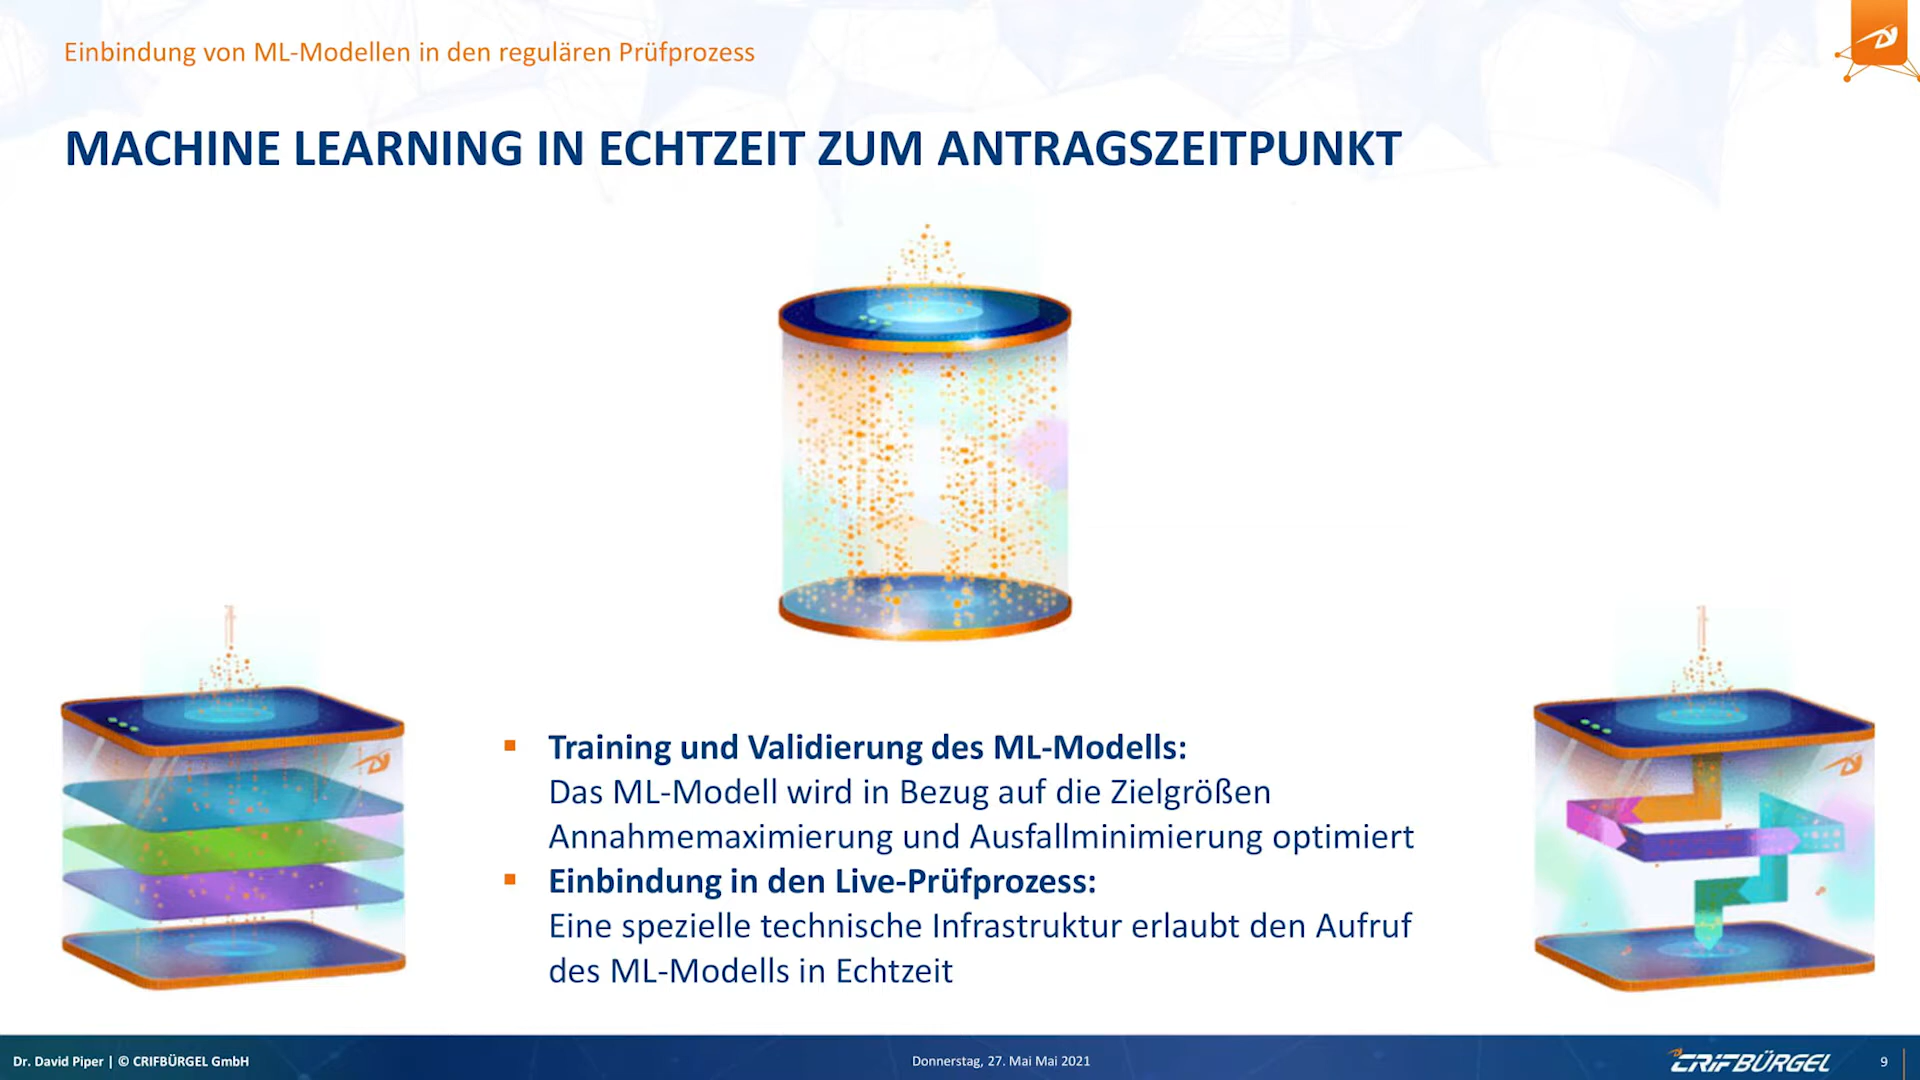 Einbindung von ML-Modellen in den regulären Prüfprozess
MACHINE LEARNING IN ECHTZEIT ZUM ANTRAGSZEITPUNKT
Training und Validierung des ML-Modells:
Das ML-Modell wird in Bezug auf die Zielgrößen
Annahmemaximierung und Ausfallminimierung optimiert
Einbindung in den Live-Prüfprozess:
Eine spezielle technische Infrastruktur erlaubt den Aufruf
des ML-Modells in Echtzeit
Dr. David Piper | © CRIFBÜRGEL GmbH
Donnerstag, 27. Mai Mai 2021
CRIFBÜRGEL
9